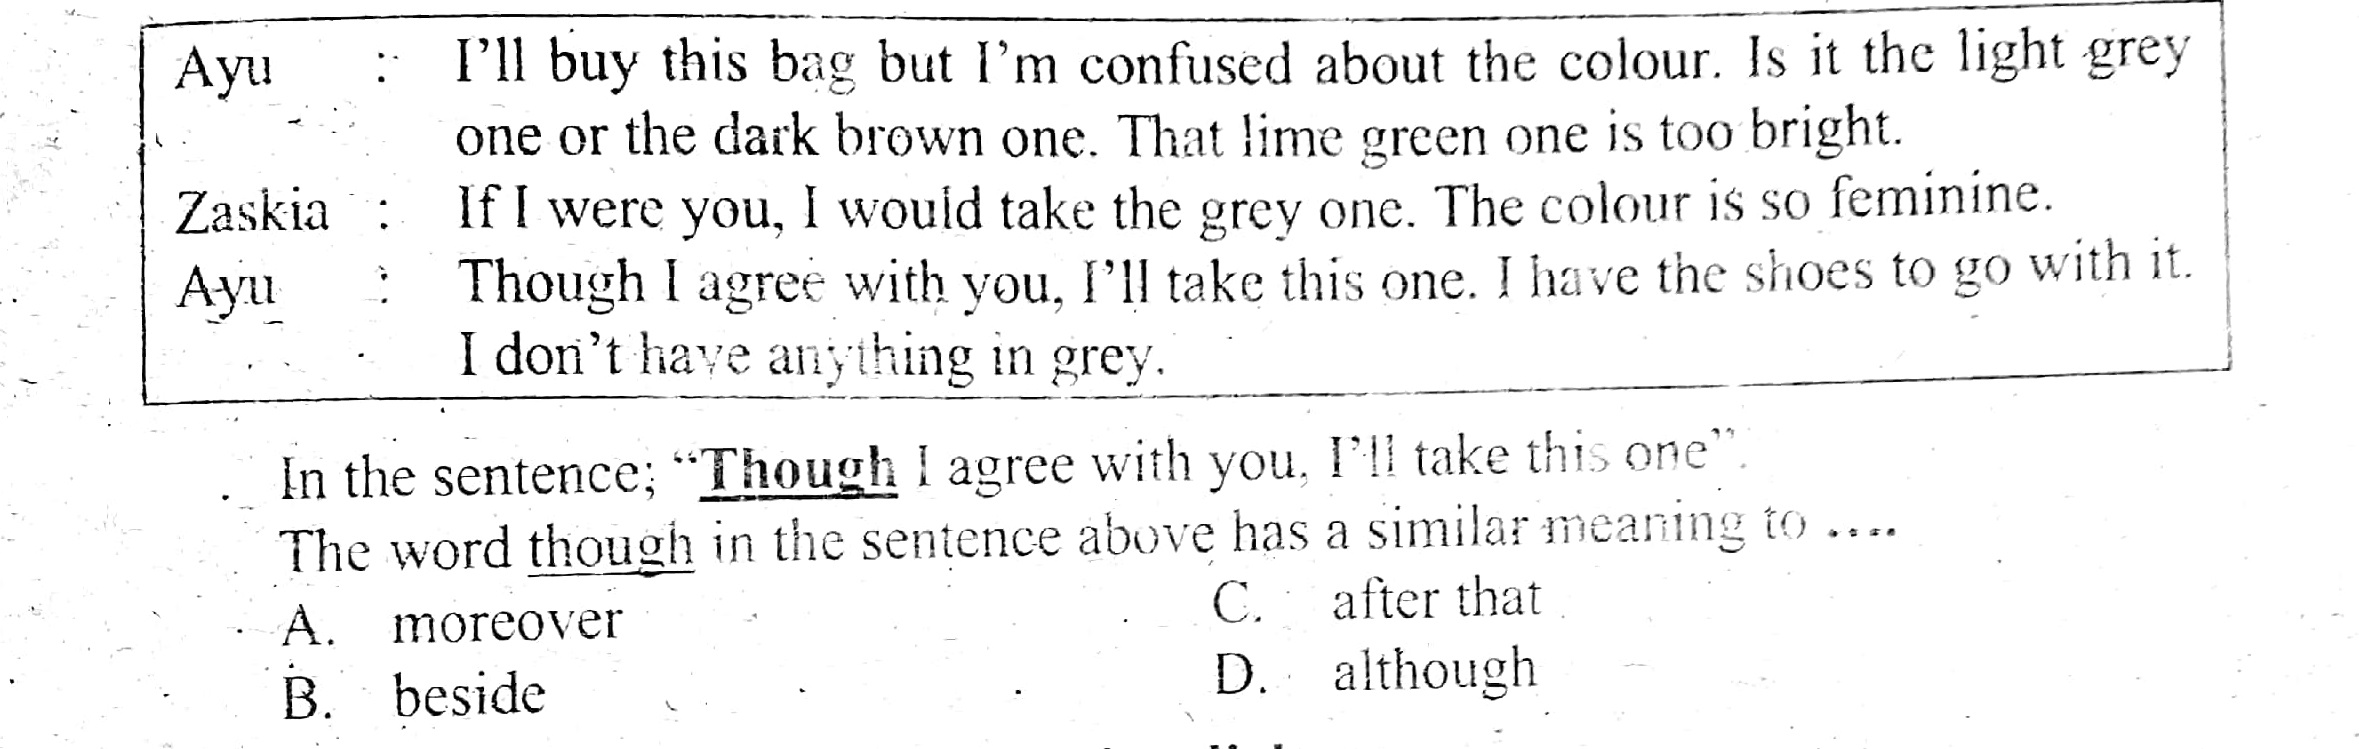 Ayu : I'll buy this bag but I'm confused about the colour. Is it the light grey
one or the dark brown one. That lime green one is too bright.
Zaskia : If I were you, I would take the grey one. The colour is so feminine.
Ayu : Though I agree with you, I'll take this one. I have the shoes to go with it.
I don't have anything in grey.
In the sentence; “Though I agree with you, I'll take this one”.
The word though in the sentence above has a similar meaning to ....
A. moreover
B. beside
C. after that
D. although